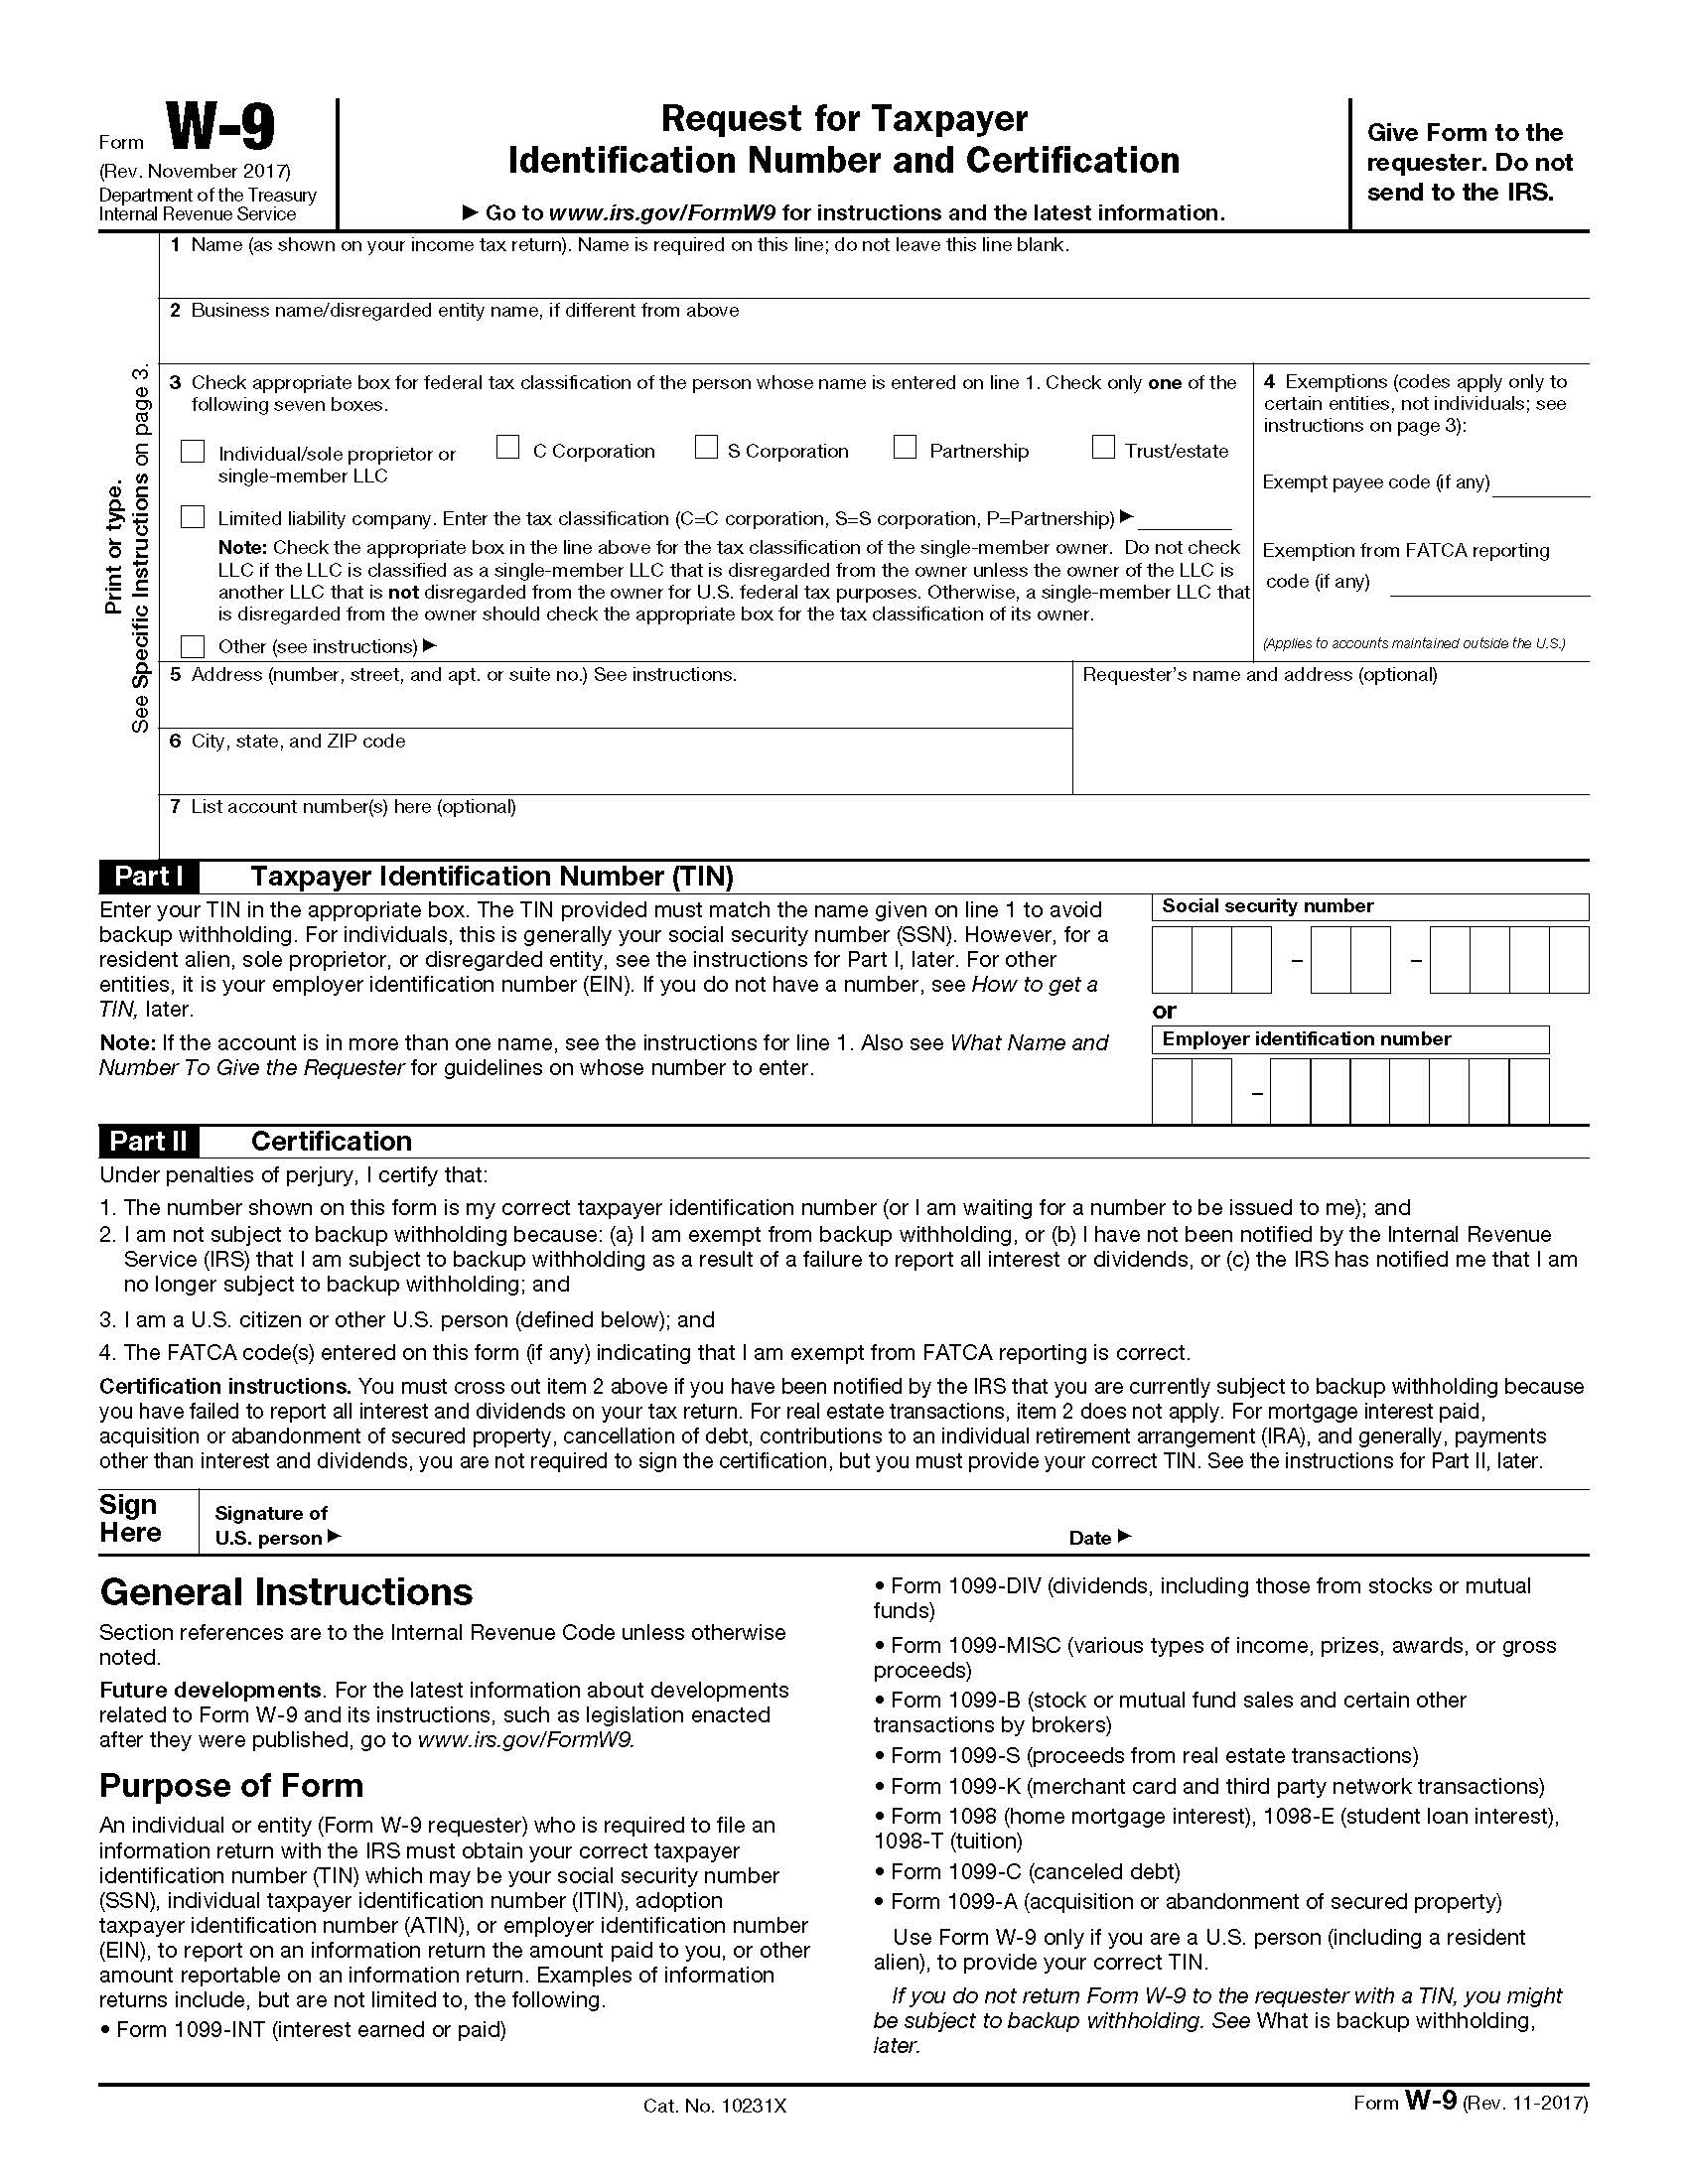 Form W-9
(Rev. November 2017)
Department of the Treasury
Internal Revenue Service
Request for Taxpayer
Identification Number and Certification
▶ Go to www.irs.gov/FormW9 for instructions and the latest information.
Give Form to the
requester. Do not
send to the IRS.
Print or type.
See Specific Instructions on page 3.
1 Name (as shown on your income tax return). Name is required on this line; do not leave this line blank.
2 Business name/disregarded entity name, if different from above
3 Check appropriate box for federal tax classification of the person whose name is entered on line 1. Check only one of the
following seven boxes.
Individual/sole proprietor or
single-member LLC
C Corporation
S Corporation
Partnership
Trust/estate
Limited liability company. Enter the tax classification (C=C corporation, S=S corporation, P=Partnership) ▶
Note: Check the appropriate box in the line above for the tax classification of the single-member owner. Do not check
LLC if the LLC is classified as a single-member LLC that is disregarded from the owner unless the owner of the LLC is
another LLC that is not disregarded from the owner for U.S. federal tax purposes. Otherwise, a single-member LLC that
is disregarded from the owner should check the appropriate box for the tax classification of its owner.
Other (see instructions) ▶
4 Exemptions (codes apply only to
certain entities, not individuals; see
instructions on page 3):
Exempt payee code (if any)
Exemption from FATCA reporting
code (if any)
(Applies to accounts maintained outside the U.S.)
5 Address (number, street, and apt. or suite no.) See instructions.
Requester's name and address (optional)
6 City, state, and ZIP code
7 List account number(s) here (optional)
Part I Taxpayer Identification Number (TIN)
Enter your TIN in the appropriate box. The TIN provided must match the name given on line 1 to avoid
backup withholding. For individuals, this is generally your social security number (SSN). However, for a
resident alien, sole proprietor, or disregarded entity, see the instructions for Part I, later. For other
entities, it is your employer identification number (EIN). If you do not have a number, see How to get a
TIN, later.
Note: If the account is in more than one name, see the instructions for line 1. Also see What Name and
Number To Give the Requester for guidelines on whose number to enter.
Social security number
– –
or
Employer identification number
–
Part II Certification
Under penalties of perjury, I certify that:
1. The number shown on this form is my correct taxpayer identification number (or I am waiting for a number to be issued to me); and
2. I am not subject to backup withholding because: (a) I am exempt from backup withholding, or (b) I have not been notified by the Internal Revenue
Service (IRS) that I am subject to backup withholding as a result of a failure to report all interest or dividends, or (c) the IRS has notified me that I am
no longer subject to backup withholding; and
3. I am a U.S. citizen or other U.S. person (defined below); and
4. The FATCA code(s) entered on this form (if any) indicating that I am exempt from FATCA reporting is correct.
Certification instructions. You must cross out item 2 above if you have been notified by the IRS that you are currently subject to backup withholding because
you have failed to report all interest and dividends on your tax return. For real estate transactions, item 2 does not apply. For mortgage interest paid,
acquisition or abandonment of secured property, cancellation of debt, contributions to an individual retirement arrangement (IRA), and generally, payments
other than interest and dividends, you are not required to sign the certification, but you must provide your correct TIN. See the instructions for Part II, later.
Sign
Here
Signature of
U.S. person ▶
Date ▶
General Instructions
Section references are to the Internal Revenue Code unless otherwise
noted.
Future developments. For the latest information about developments
related to Form W-9 and its instructions, such as legislation enacted
after they were published, go to www.irs.gov/FormW9.
Purpose of Form
An individual or entity (Form W-9 requester) who is required to file an
information return with the IRS must obtain your correct taxpayer
identification number (TIN) which may be your social security number
(SSN), individual taxpayer identification number (ITIN), adoption
taxpayer identification number (ATIN), or employer identification number
(EIN), to report on an information return the amount paid to you, or other
amount reportable on an information return. Examples of information
returns include, but are not limited to, the following.
• Form 1099-INT (interest earned or paid)
• Form 1099-DIV (dividends, including those from stocks or mutual
funds)
• Form 1099-MISC (various types of income, prizes, awards, or gross
proceeds)
• Form 1099-B (stock or mutual fund sales and certain other
transactions by brokers)
• Form 1099-S (proceeds from real estate transactions)
• Form 1099-K (merchant card and third party network transactions)
• Form 1098 (home mortgage interest), 1098-E (student loan interest),
1098-T (tuition)
• Form 1099-C (canceled debt)
• Form 1099-A (acquisition or abandonment of secured property)
Use Form W-9 only if you are a U.S. person (including a resident
alien), to provide your correct TIN.
If you do not return Form W-9 to the requester with a TIN, you might
be subject to backup withholding. See What is backup withholding,
later.
Cat. No. 10231X
Form W-9 (Rev. 11-2017)